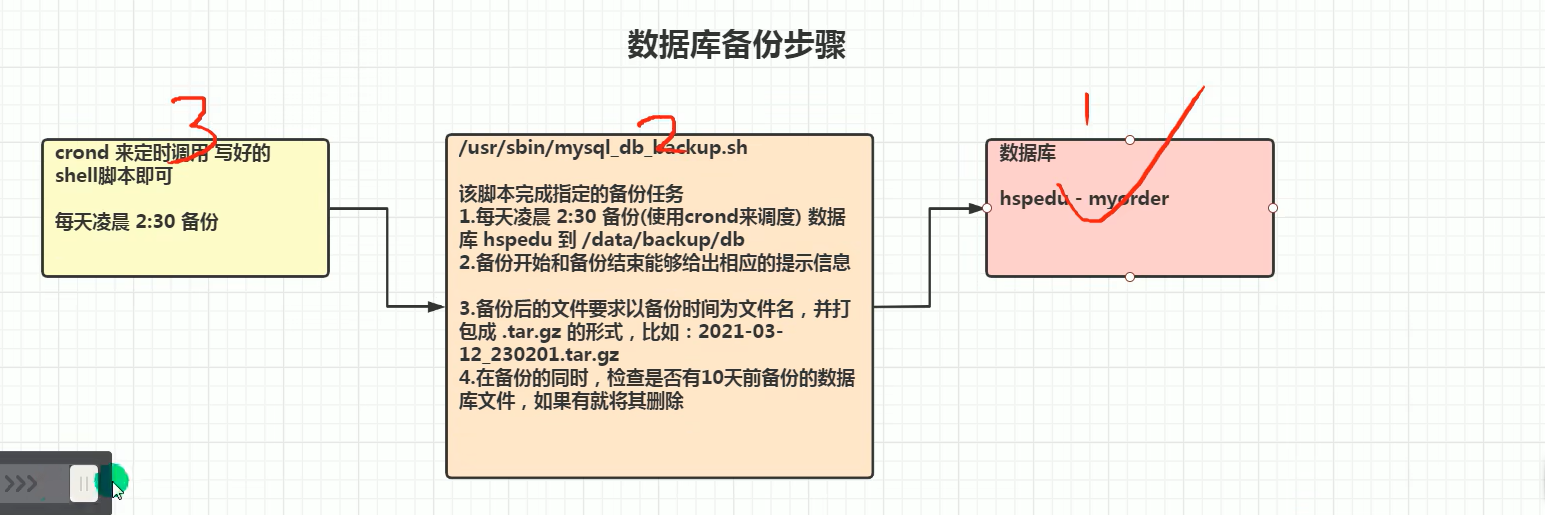 数据库备份步骤
3
crond 来定时调用 写好的
shell脚本即可
每天凌晨 2:30 备份
2
/usr/sbin/mysql_db_backup.sh
该脚本完成指定的备份任务
1.每天凌晨 2:30 备份(使用crond来调度) 数据
库 hspedu 到 /data/backup/db
2.备份开始和备份结束能够给出相应的提示信息
3.备份后的文件要求以备份时间为文件名，并打
包成 .tar.gz 的形式，比如：2021-03-
12_230201.tar.gz
4.在备份的同时，检查是否有10天前备份的数据
库文件，如果有就将其删除
1
数据库
hspedu - myorder